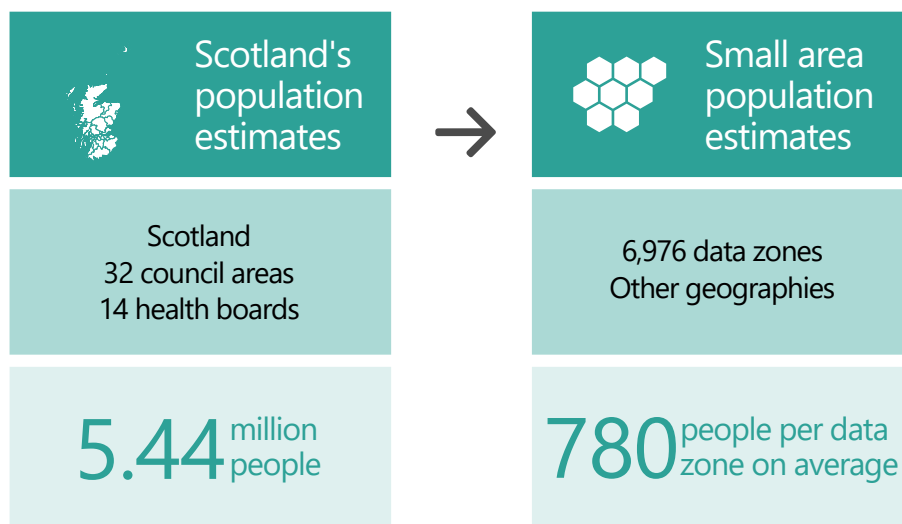 Scotland's
population
estimates
Small area
population
estimates
Scotland
32 council areas
14 health boards
6,976 data zones
Other geographies
5.44 million
people
780 people per data
zone on average